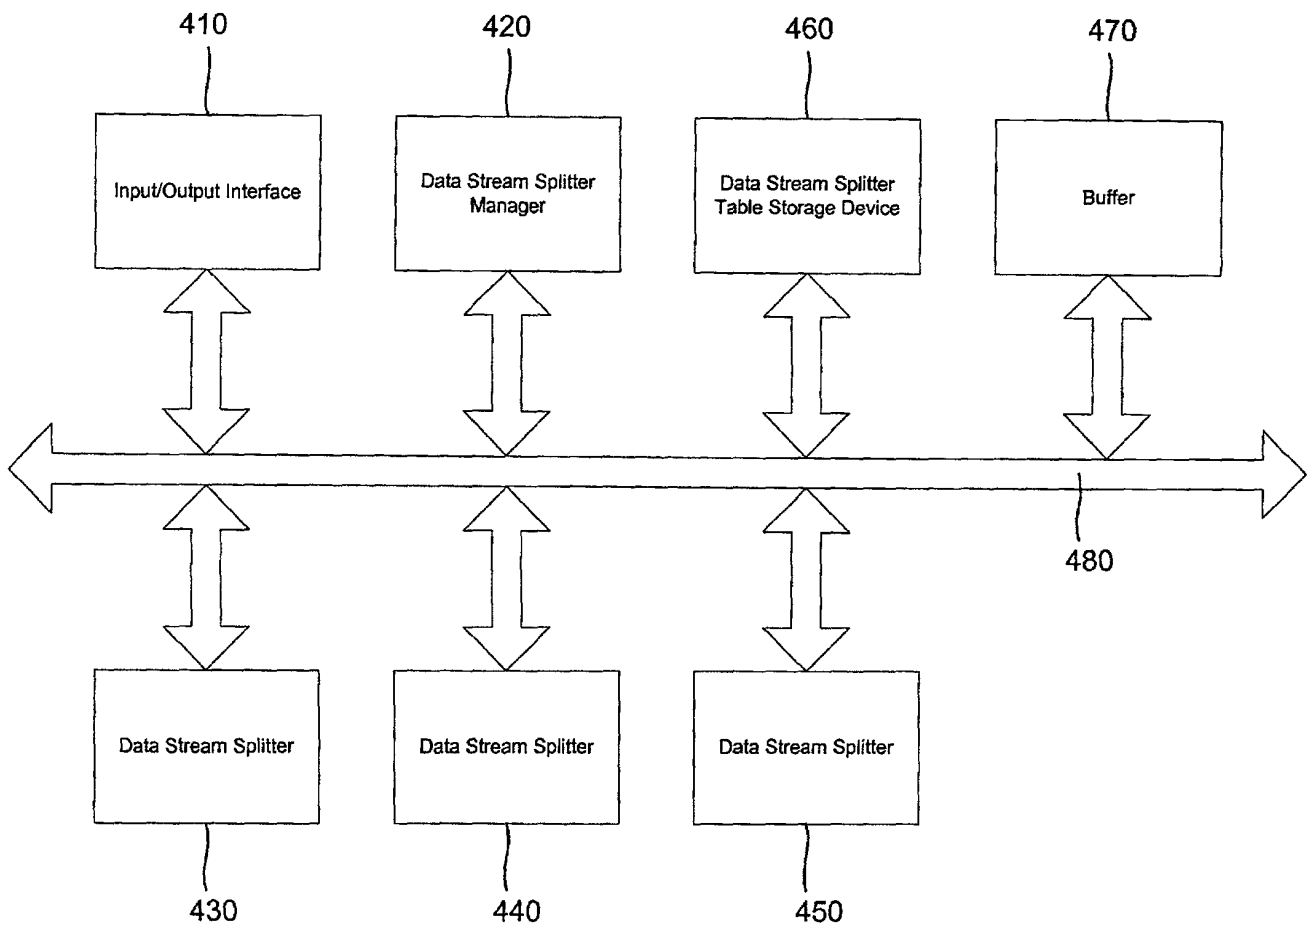 410
420
460
470
Input/Output Interface
Data Stream Splitter
Manager
Data Stream Splitter
Table Storage Device
Buffer
480
Data Stream Splitter
Data Stream Splitter
Data Stream Splitter
430
440
450